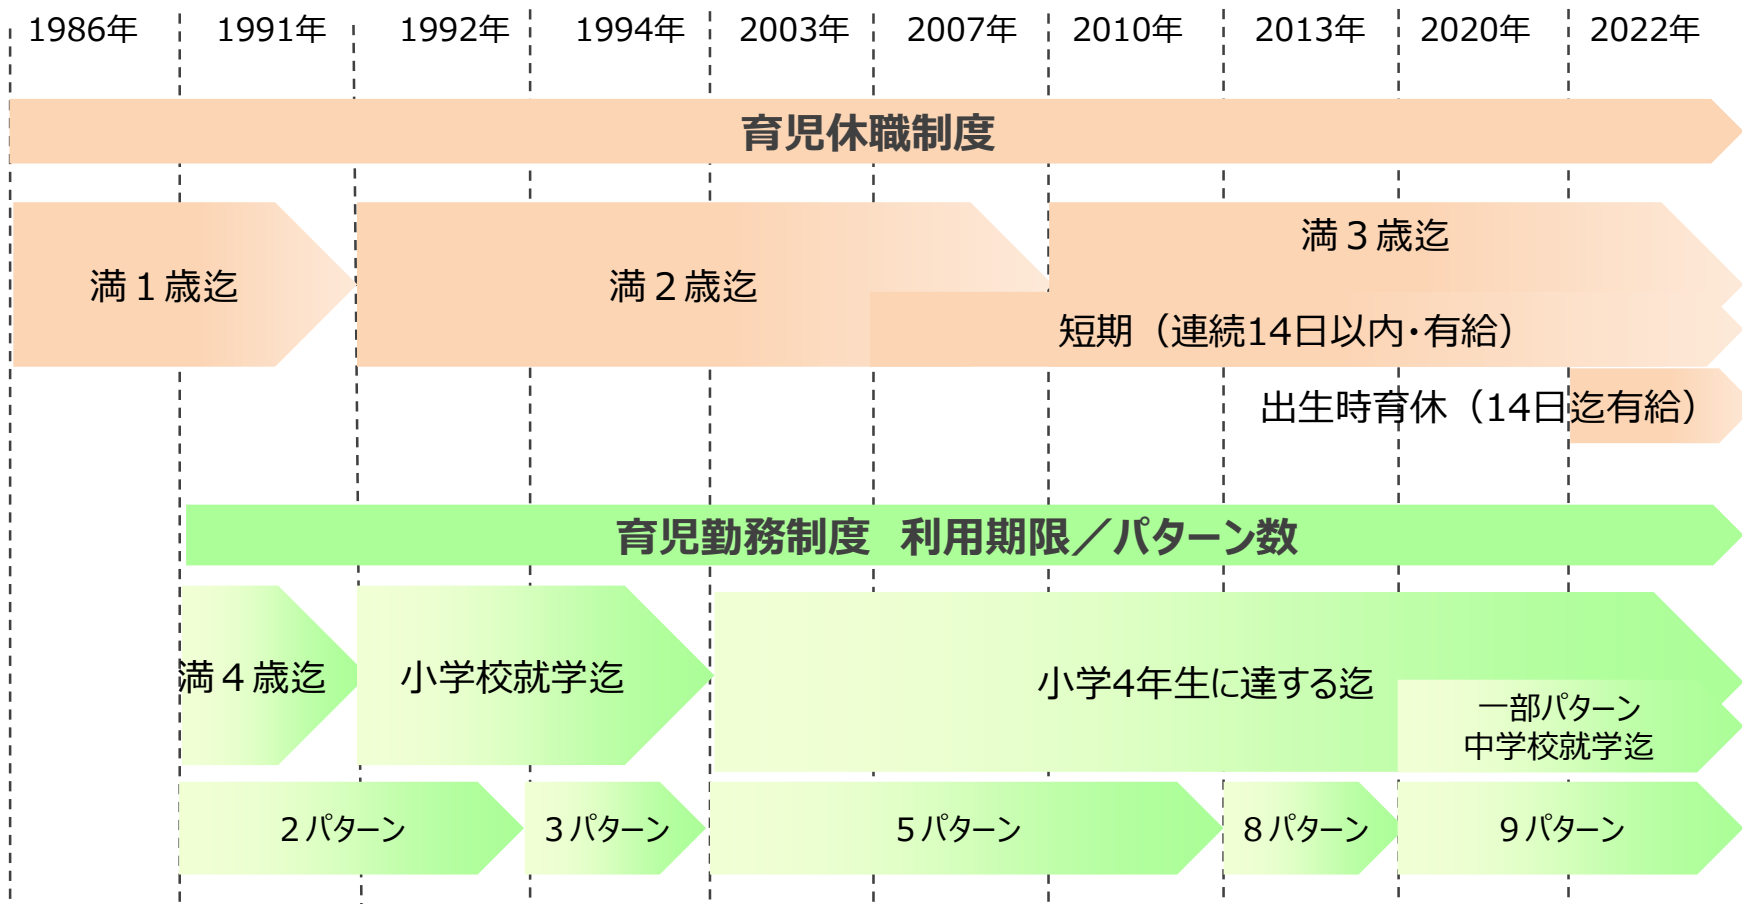 1986年 1991年 1992年 1994年 2003年 2007年 2010年 2013年 2020年 2022年
育児休職制度
満１歳迄
満２歳迄
満３歳迄
短期（連続14日以内・有給）
出生時育休（14日迄有給）
育児勤務制度　利用期限／パターン数
満４歳迄
小学校就学迄
小学4年生に達する迄
一部パターン
中学校就学迄
２パターン
３パターン
５パターン
８パターン
９パターン